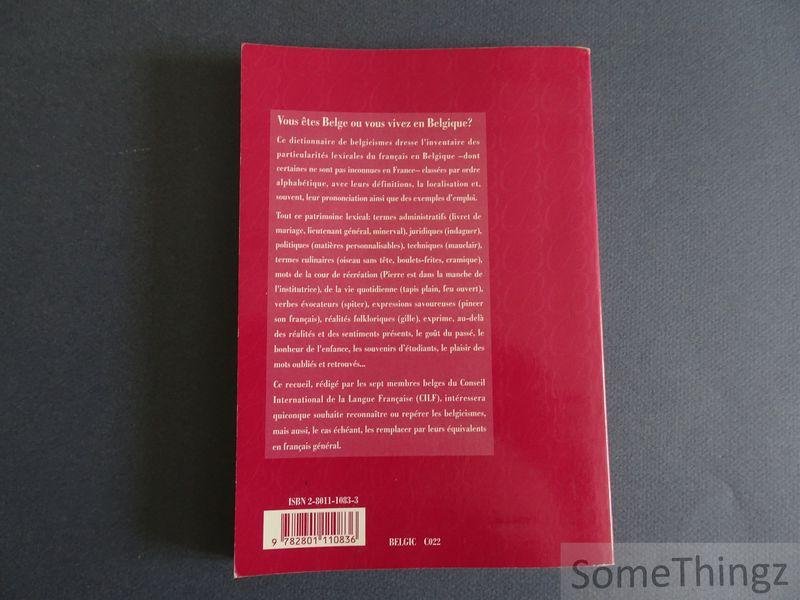 Vous êtes Belge ou vous vivez en Belgique?
Ce dictionnaire de belgicismes dresse l'inventaire des
particularités lexicales du français en Belgique –dont
certaines ne sont pas inconnues en France– classées par ordre
alphabétique, avec leurs définitions, la localisation et,
souvent, leur prononciation ainsi que des exemples d'emploi.
Tout ce patrimoine lexical: termes administratifs (livret de
mariage, lieutenant général, minerval), juridiques (indaguer),
politiques (matières personnalisables), techniques (mauclair),
termes culinaires (oiseau sans tête, boulets-frites, cramique),
mots de la cour de récréation (Pierre est dans la manche de
l'institutrice), de la vie quotidienne (tapis plain, feu ouvert),
verbes évocateurs (spiter), expressions savoureuses (pincer
son français), réalités folkloriques (gille), exprime, au-delà
des réalités et des sentiments présents, le goût du passé, le
bonheur de l'enfance, les souvenirs d'étudiants, le plaisir des
mots oubliés et retrouvés...
Ce recueil, rédigé par les sept membres belges du Conseil
International de la Langue Française (CILF), intéressera
quiconque souhaite reconnaître ou repérer les belgicismes,
mais aussi, le cas échéant, les remplacer par leurs équivalents
en français général.
ISBN 2-8011-1083-3
9 782801 110836
BELGIC C022
SomeThingz